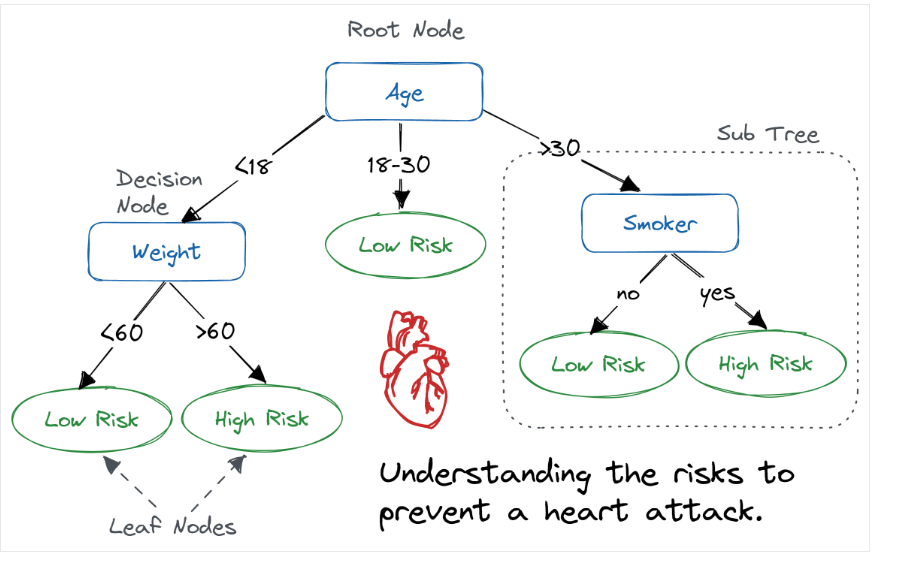 Root Node
Age
Sub Tree
<18
18-30
>30
Decision
Node
Weight
Low Risk
Smoker
<60
>60
no
yes
Low Risk
High Risk
Low Risk
High Risk
Leaf Nodes
Understanding the risks to
prevent a heart attack.